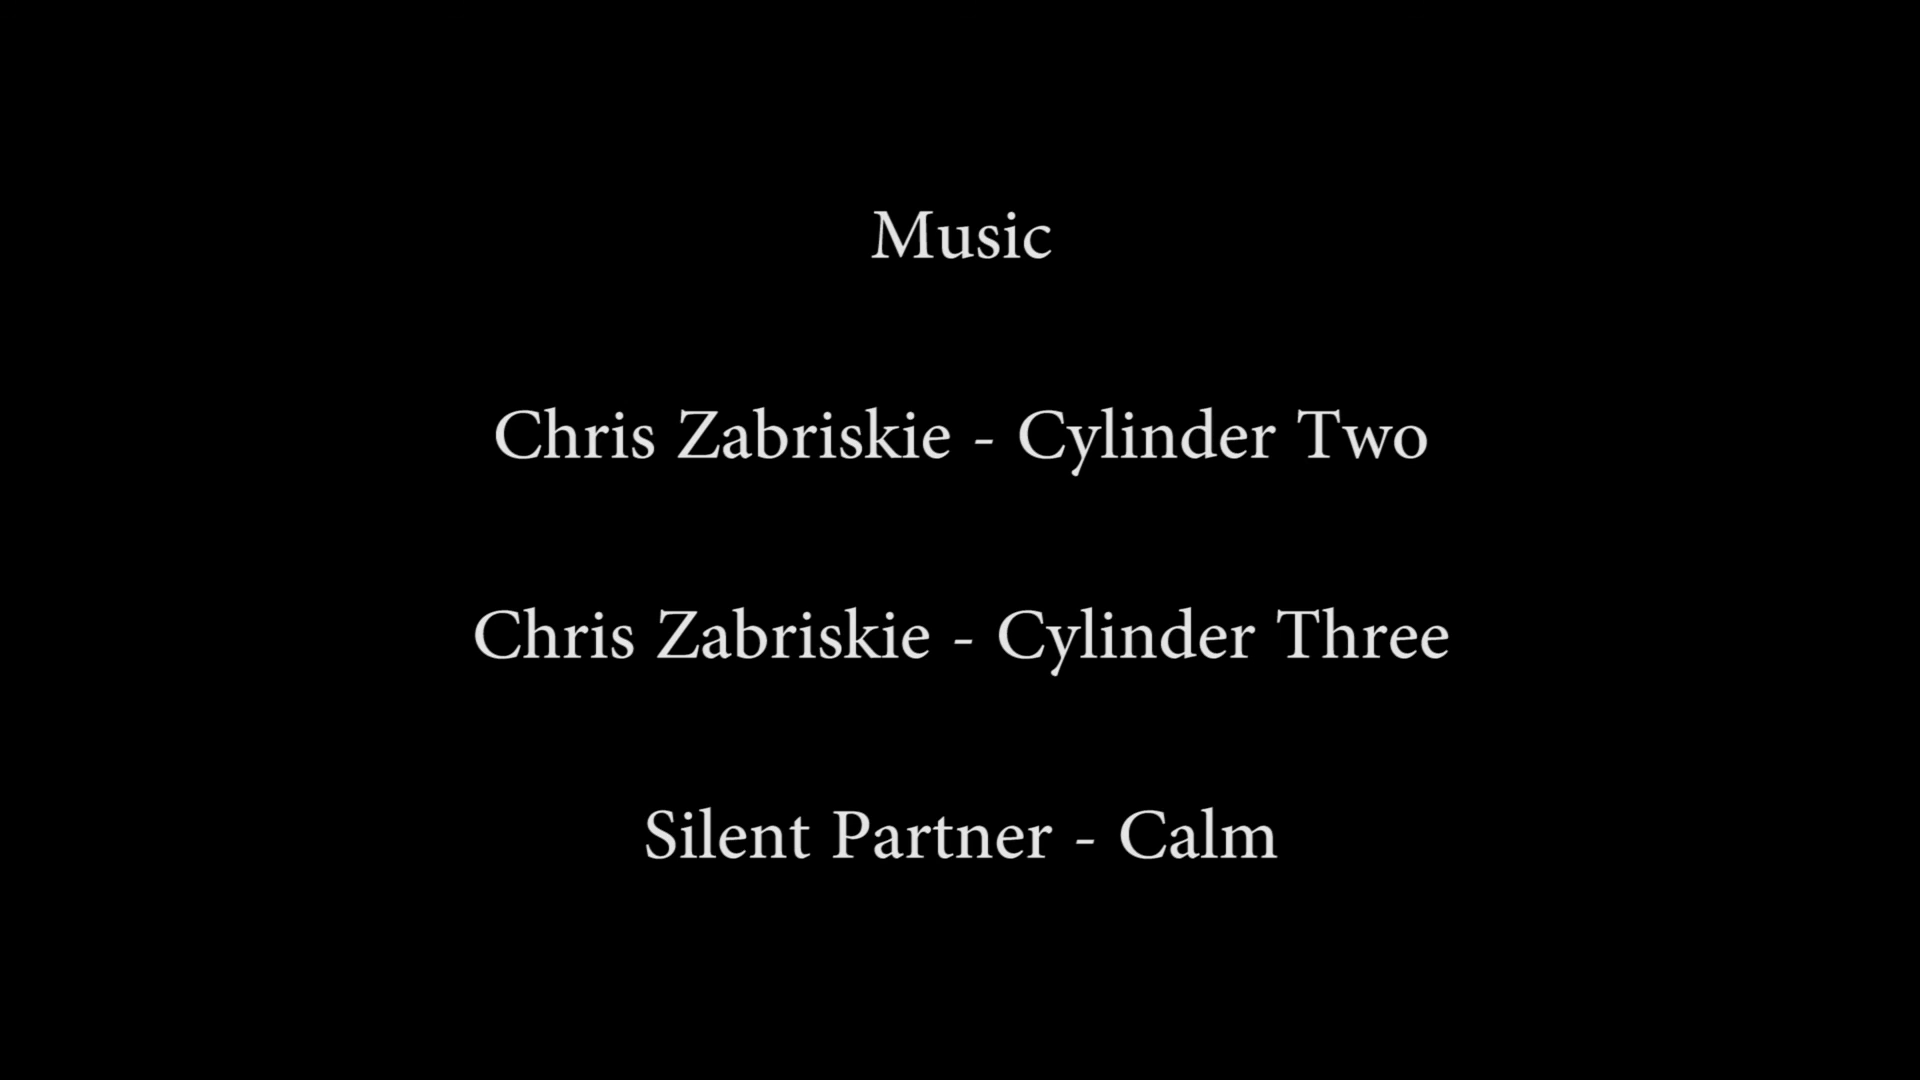 Music
Chris Zabriskie - Cylinder Two
Chris Zabriskie - Cylinder Three
Silent Partner - Calm